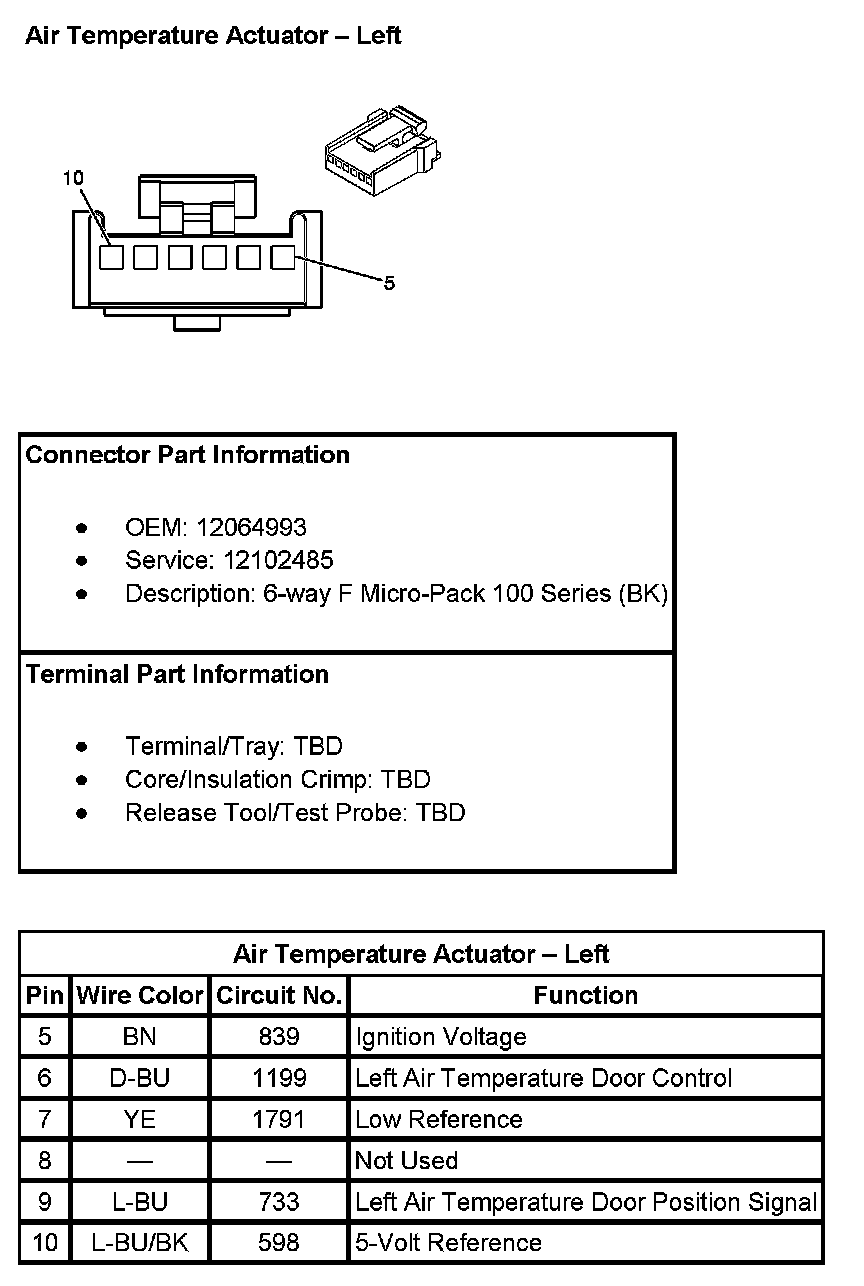 Air Temperature Actuator – Left
10
5
Connector Part Information
● OEM: 12064993
● Service: 12102485
● Description: 6-way F Micro-Pack 100 Series (BK)
Terminal Part Information
● Terminal/Tray: TBD
● Core/Insulation Crimp: TBD
● Release Tool/Test Probe: TBD
Air Temperature Actuator – Left
Pin Wire Color Circuit No. Function
5 BN 839 Ignition Voltage
6 D-BU 1199 Left Air Temperature Door Control
7 YE 1791 Low Reference
8 — — Not Used
9 L-BU 733 Left Air Temperature Door Position Signal
10 L-BU/BK 598 5-Volt Reference